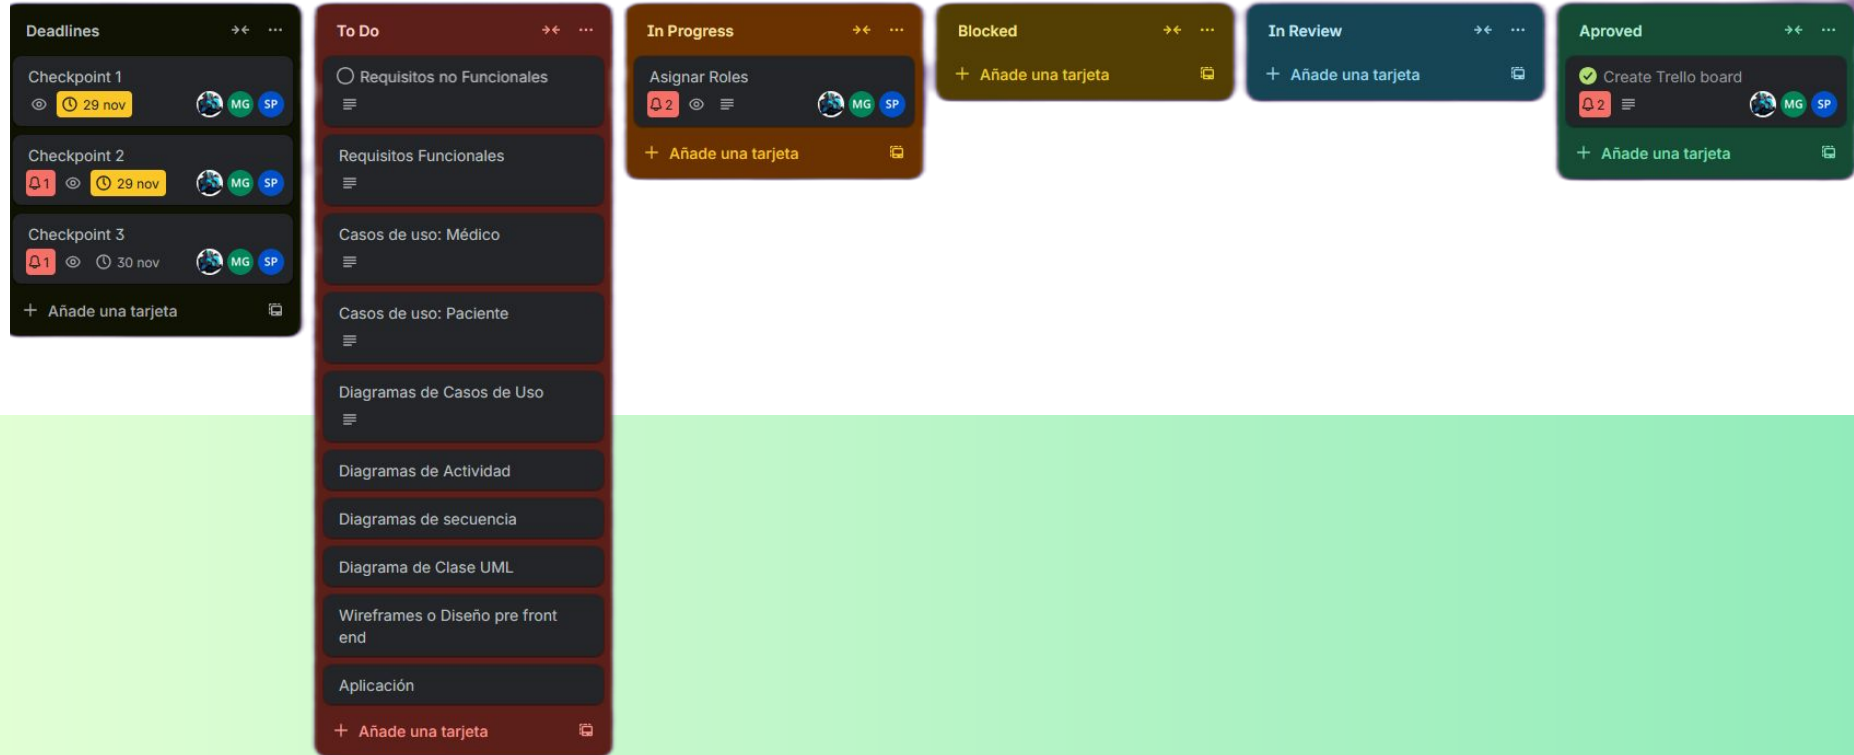 Deadlines
Checkpoint 1
29 nov
MG
SP
Checkpoint 2
1
29 nov
MG
SP
Checkpoint 3
1
30 nov
MG
SP
Añade una tarjeta
To Do
Requisitos no Funcionales
Requisitos Funcionales
Casos de uso: Médico
Casos de uso: Paciente
Diagramas de Casos de Uso
Diagramas de Actividad
Diagramas de secuencia
Diagrama de Clase UML
Wireframes o Diseño pre front
end
Aplicación
Añade una tarjeta
In Progress
Asignar Roles
2
MG
SP
Añade una tarjeta
Blocked
Añade una tarjeta
In Review
Añade una tarjeta
Aproved
Create Trello board
2
MG
SP
Añade una tarjeta